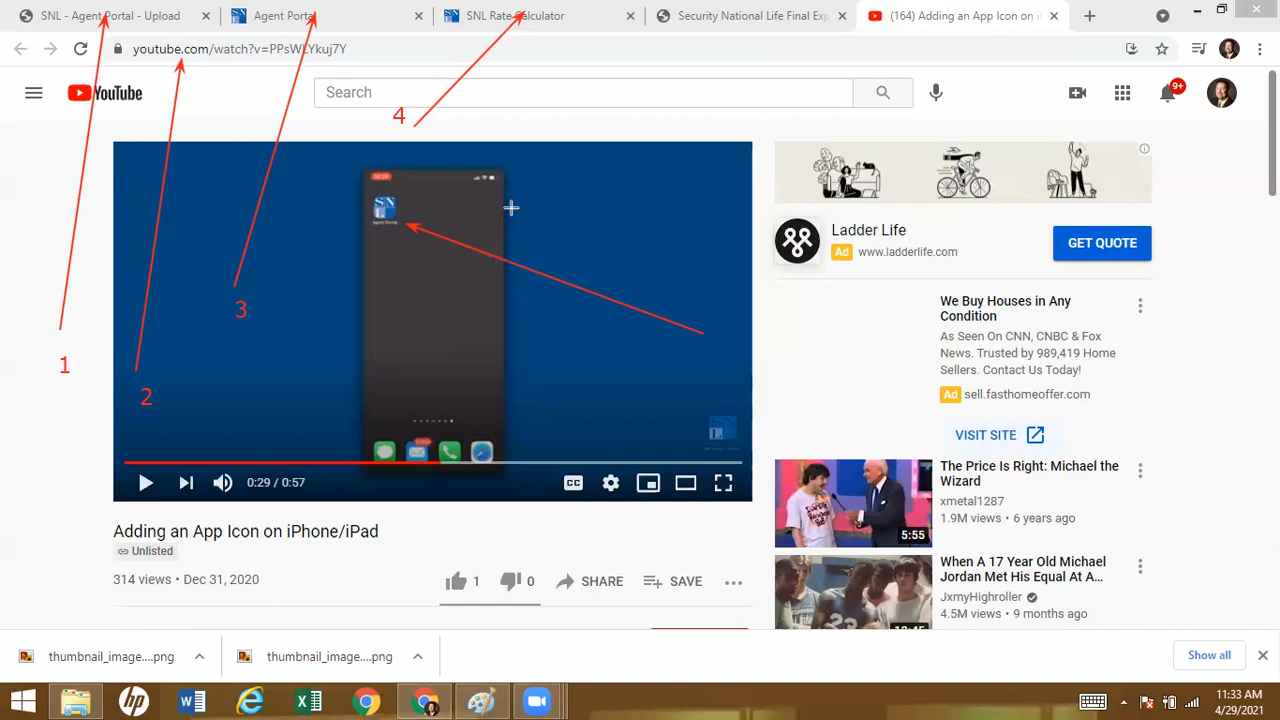 SNL - Agent Portal - Upload
Agent Portal
SNL Rate Calculator
Security National Life Final Exp
(164) Adding an App Icon on i
youtube.com/watch?v=PPsWLYkuj7Y
YouTube
Search
9+
4
SN
L
Agent Portal
3
1
2
0:29 / 0:57
CC
Adding an App Icon on iPhone/iPad
Unlisted
314 views • Dec 31, 2020
1
0
SHARE
SAVE
Ladder Life
Ad www.ladderlife.com
GET QUOTE
We Buy Houses in Any
Condition
As Seen On CNN, CNBC & Fox
News. Trusted by 989,419 Home
Sellers. Contact Us Today!
Ad sell.fasthomeoffer.com
VISIT SITE
5:55
The Price Is Right: Michael the
Wizard
xmetal1287
1.9M views • 6 years ago
When A 17 Year Old Michael
Jordan Met His Equal At A...
JxmyHighroller
4.5M views • 9 months ago
thumbnail_image....png
thumbnail_image....png
Show all
hp
11:33 AM
4/29/2021